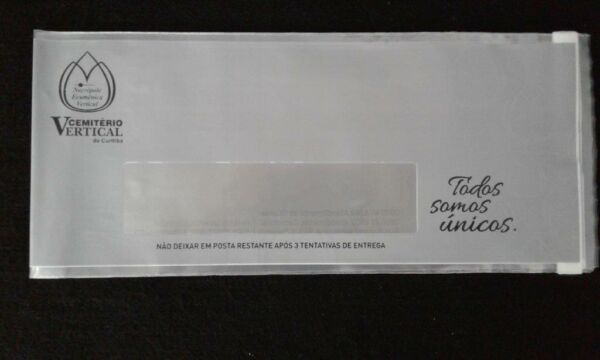 Necrópole
Ecumênica
Vertical
CEMITÉRIO
VERTICAL
de Curitiba
Todos
somos
únicos.
NÃO DEIXAR EM POSTA RESTANTE APÓS 3 TENTATIVAS DE ENTREGA